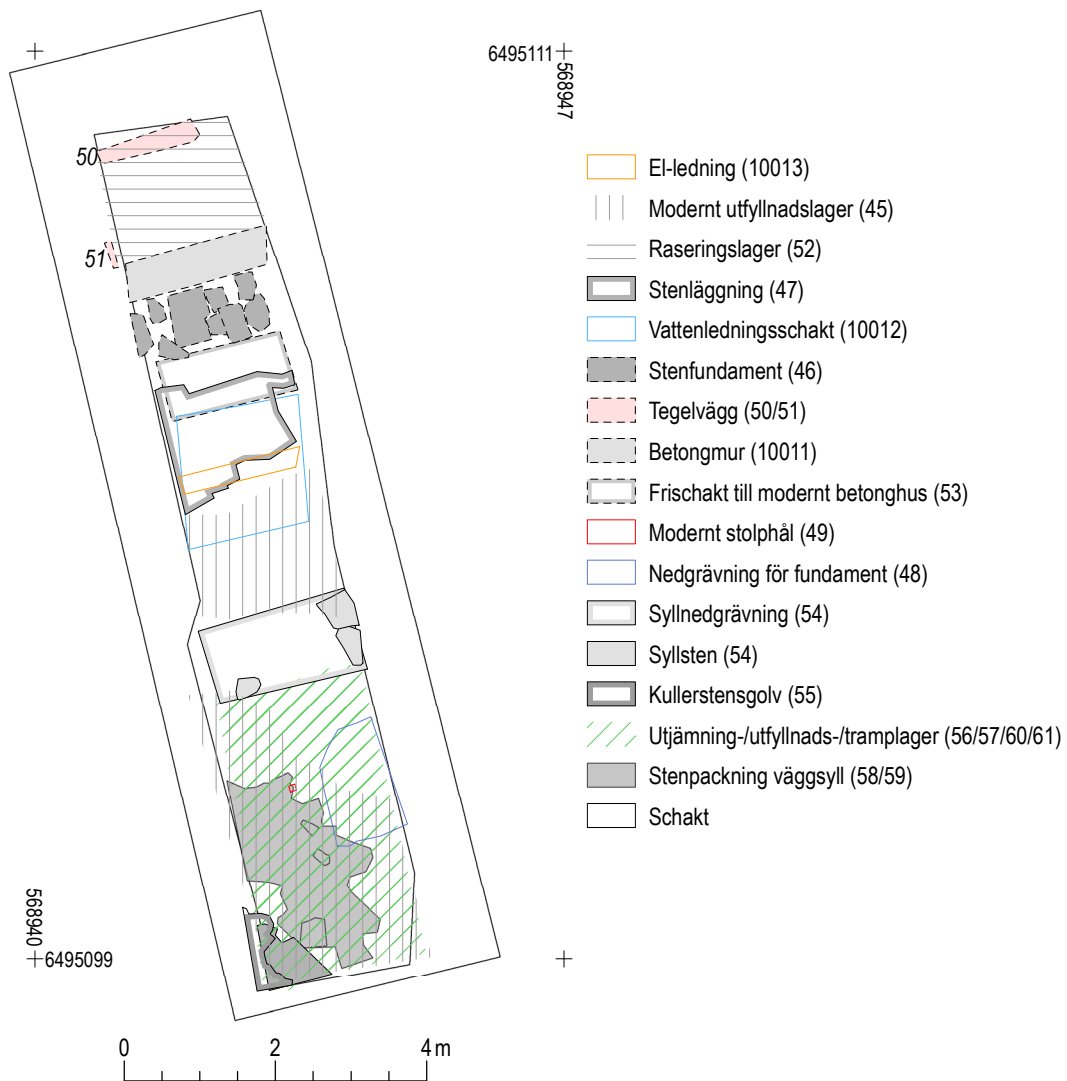 6495111
568947
50
51
El-ledning (10013)
Modernt utfyllnadslager (45)
Raseringslager (52)
Stenläggning (47)
Vattenledningsschakt (10012)
Stenfundament (46)
Tegelvägg (50/51)
Betongmur (10011)
Frischakt till modernt betonghus (53)
Modernt stolphål (49)
Nedgrävning för fundament (48)
Syllnedgrävning (54)
Syllsten (54)
Kullerstensgolv (55)
Utjämning-/utfyllnads-/tramplager (56/57/60/61)
Stenpackning väggsyll (58/59)
Schakt
568940
6495099
0 2 4 m